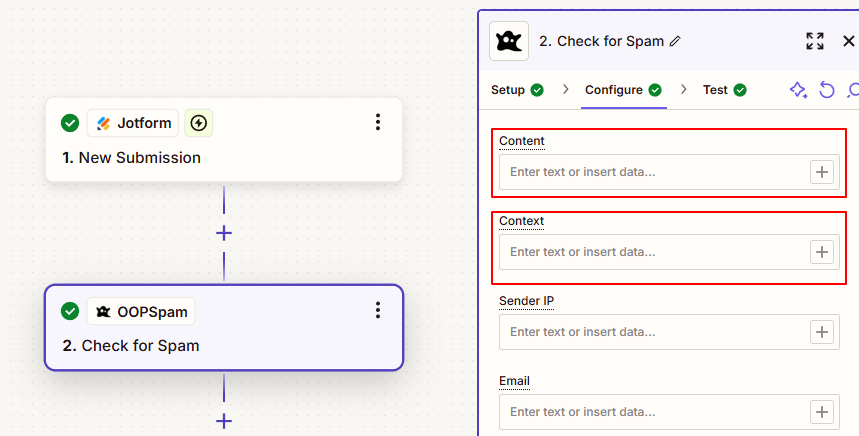 Jotform
1. New Submission
OOPSpam
2. Check for Spam
2. Check for Spam
Setup
Configure
Test
Content
Enter text or insert data...
Context
Enter text or insert data...
Sender IP
Enter text or insert data...
Email
Enter text or insert data...